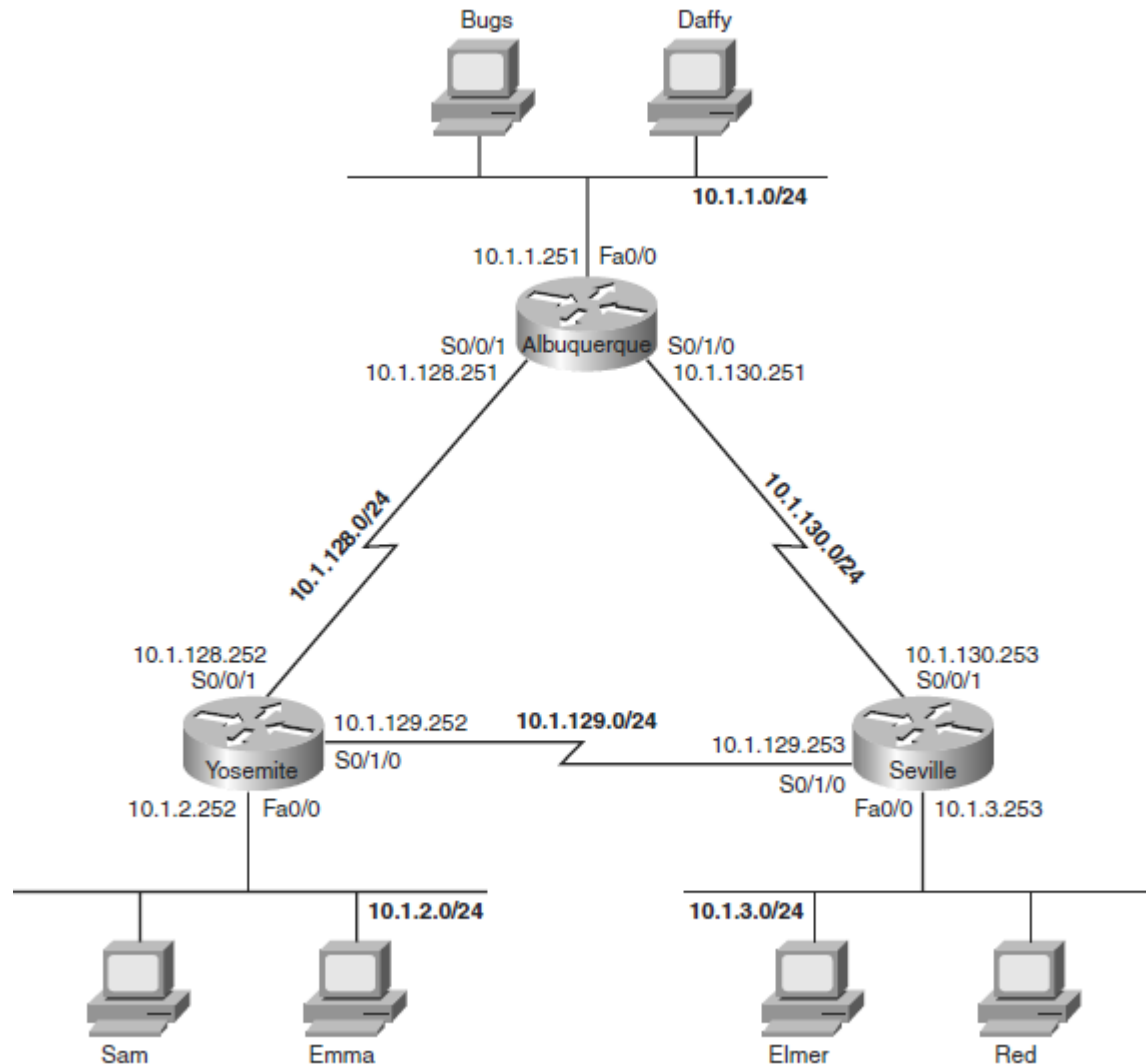 Bugs
Daffy
10.1.1.0/24
10.1.1.251
Fa0/0
S0/0/1
Albuquerque
S0/1/0
10.1.128.251
10.1.130.251
10.1.128.0/24
10.1.130.0/24
10.1.128.252
S0/0/1
10.1.130.253
S0/0/1
10.1.129.252
10.1.129.0/24
10.1.129.253
Yosemite
S0/1/0
S0/1/0
Seville
10.1.2.252
Fa0/0
Fa0/0
10.1.3.253
10.1.2.0/24
10.1.3.0/24
Sam
Emma
Elmer
Red